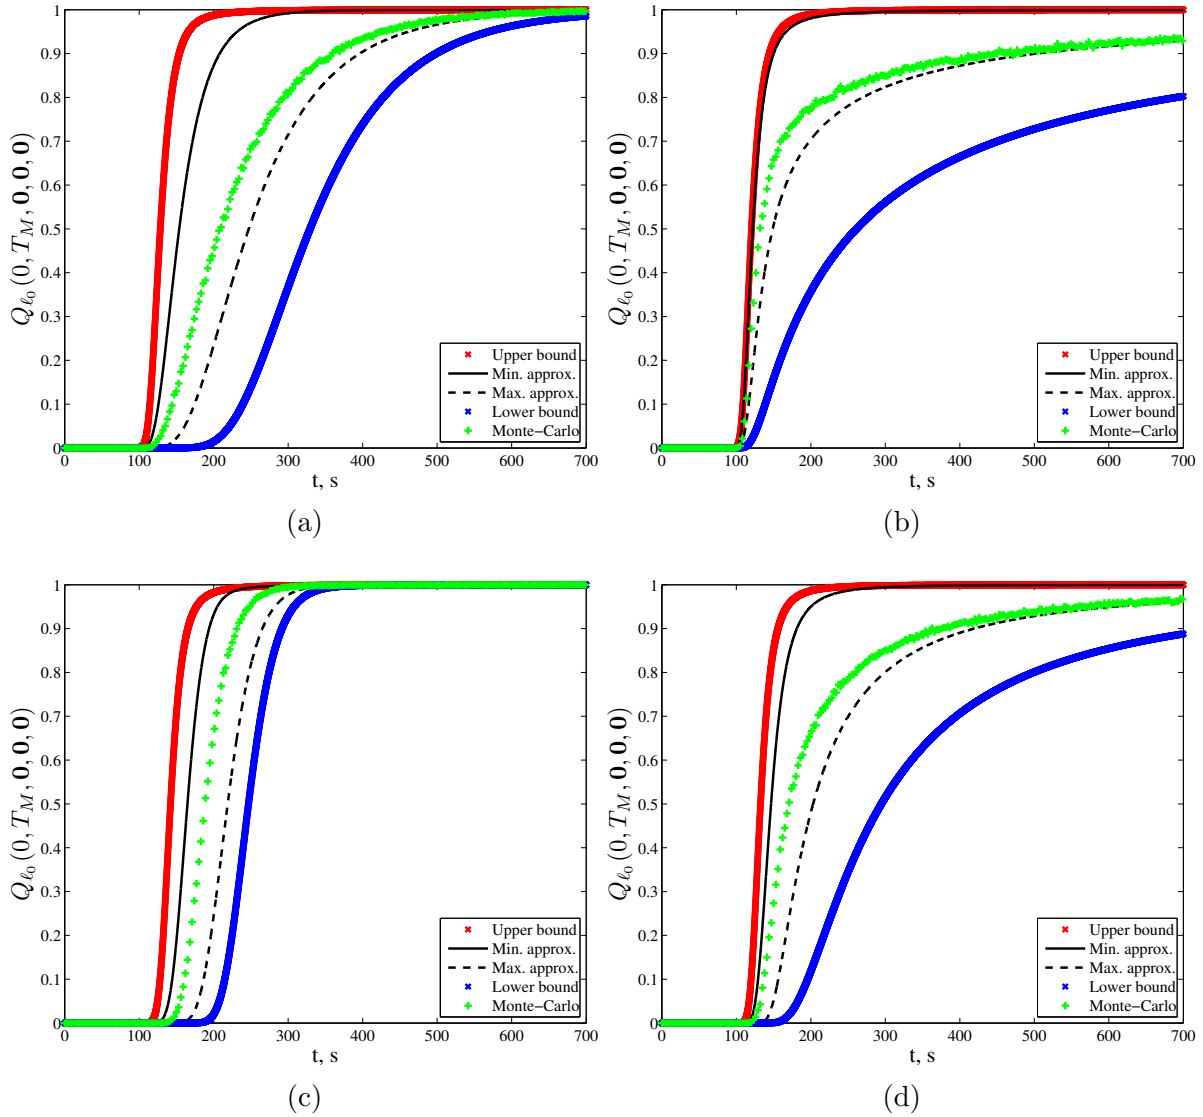 1
0.9
0.8
0.7
0.6
0.5
0.4
0.3
0.2
0.1
0
Q_{ℓ_0}(0, T_M, 0, 0, 0)
Upper bound
Min. approx.
Max. approx.
Lower bound
Monte−Carlo
0 100 200 300 400 500 600 700
t, s
(a)
1
0.9
0.8
0.7
0.6
0.5
0.4
0.3
0.2
0.1
0
Q_{ℓ_0}(0, T_M, 0, 0, 0)
Upper bound
Min. approx.
Max. approx.
Lower bound
Monte−Carlo
0 100 200 300 400 500 600 700
t, s
(b)
1
0.9
0.8
0.7
0.6
0.5
0.4
0.3
0.2
0.1
0
Q_{ℓ_0}(0, T_M, 0, 0, 0)
Upper bound
Min. approx.
Max. approx.
Lower bound
Monte−Carlo
0 100 200 300 400 500 600 700
t, s
(c)
1
0.9
0.8
0.7
0.6
0.5
0.4
0.3
0.2
0.1
0
Q_{ℓ_0}(0, T_M, 0, 0, 0)
Upper bound
Min. approx.
Max. approx.
Lower bound
Monte−Carlo
0 100 200 300 400 500 600 700
t, s
(d)